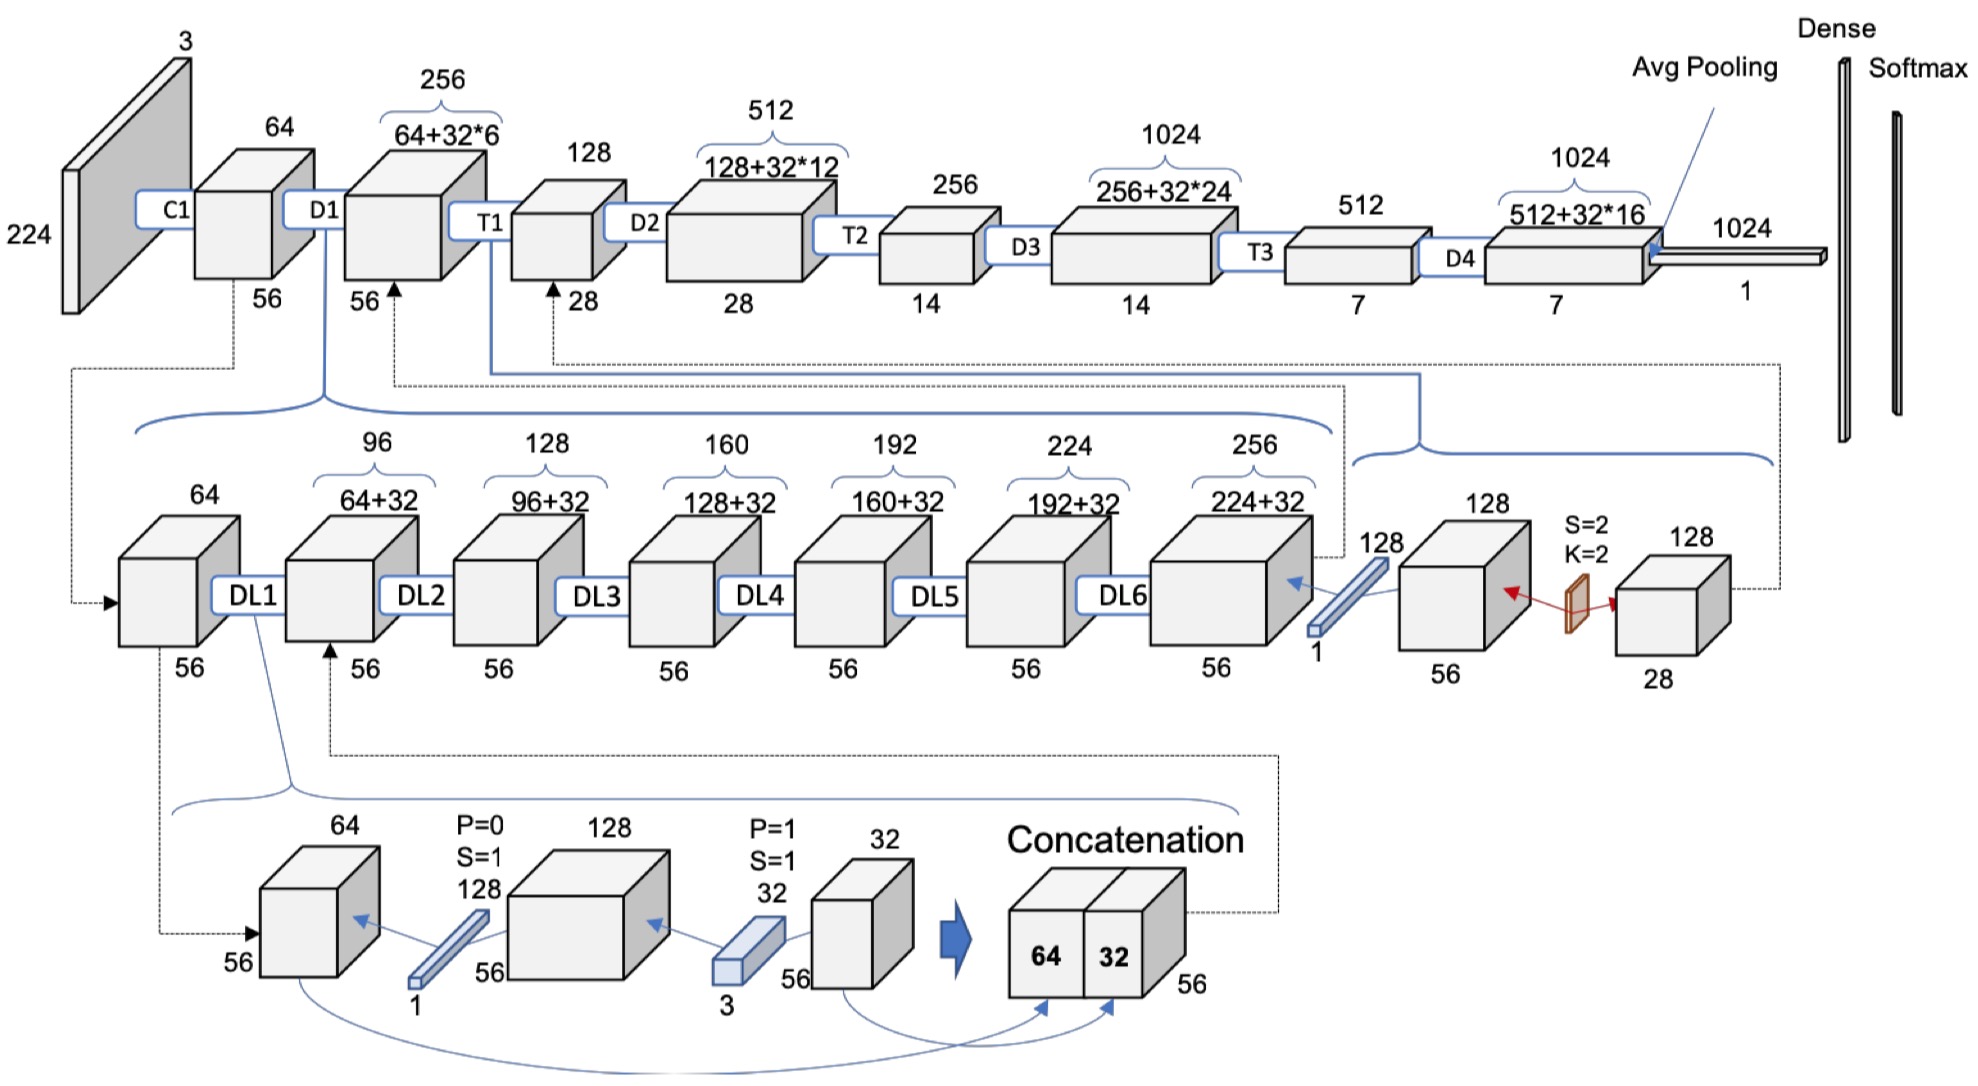 Dense
Softmax
Avg Pooling
3
224
C1
64
56
D1
256
64+32*6
56
T1
128
28
D2
512
128+32*12
28
T2
256
14
D3
1024
256+32*24
14
T3
512
7
D4
1024
512+32*16
7
1024
1
64
56
DL1
96
64+32
56
DL2
128
96+32
56
DL3
160
128+32
56
DL4
192
160+32
56
DL5
224
192+32
56
DL6
256
224+32
56
128
1
128
56
S=2
K=2
128
28
64
56
P=0
S=1
128
1
128
56
P=1
S=1
32
3
32
56
Concatenation
64
32
56